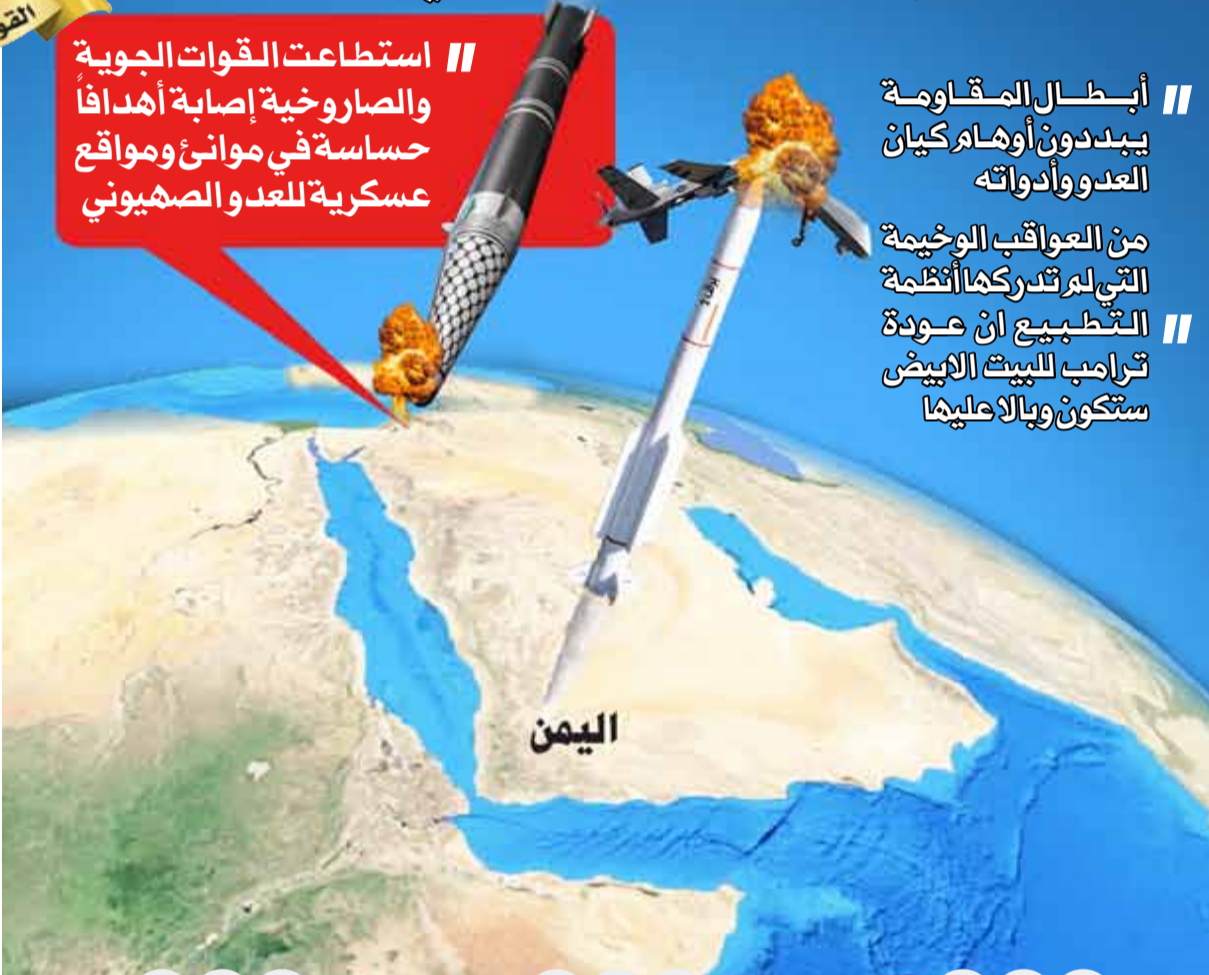 القو
استطاعت القوات الجوية
والصاروخية إصابة أهدافاً
حساسة في موانئ ومواقع
عسكرية للعدو الصهيوني
أبطال المقاومة
يبددون أوهام كيان
العدو وأدواته
من العواقب الوخيمة
التي لم تدركها أنظمة
التطبيع ان عودة
ترامب للبيت الابيض
ستكون وبالا عليها
اليمن